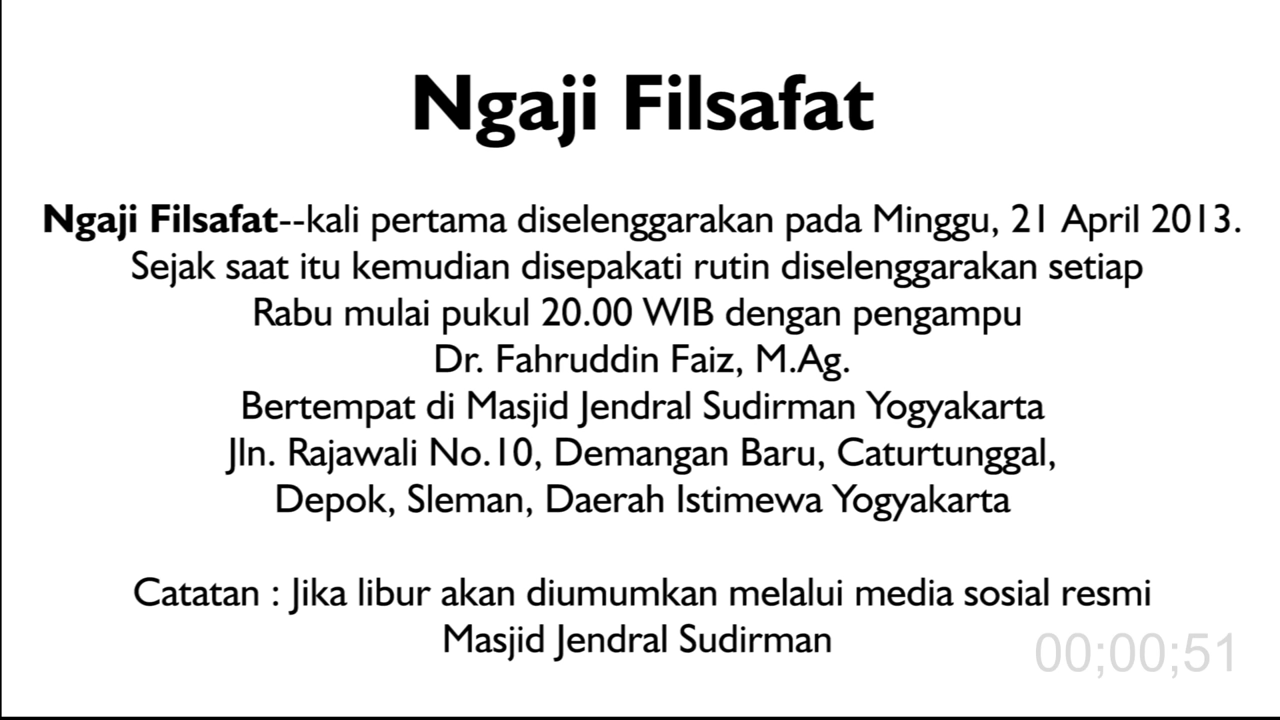 Ngaji Filsafat
Ngaji Filsafat--kali pertama diselenggarakan pada Minggu, 21 April 2013.
Sejak saat itu kemudian disepakati rutin diselenggarakan setiap
Rabu mulai pukul 20.00 WIB dengan pengampu
Dr. Fahruddin Faiz, M.Ag.
Bertempat di Masjid Jendral Sudirman Yogyakarta
Jln. Rajawali No.10, Demangan Baru, Caturtunggal,
Depok, Sleman, Daerah Istimewa Yogyakarta
Catatan : Jika libur akan diumumkan melalui media sosial resmi
Masjid Jendral Sudirman
00;00;51